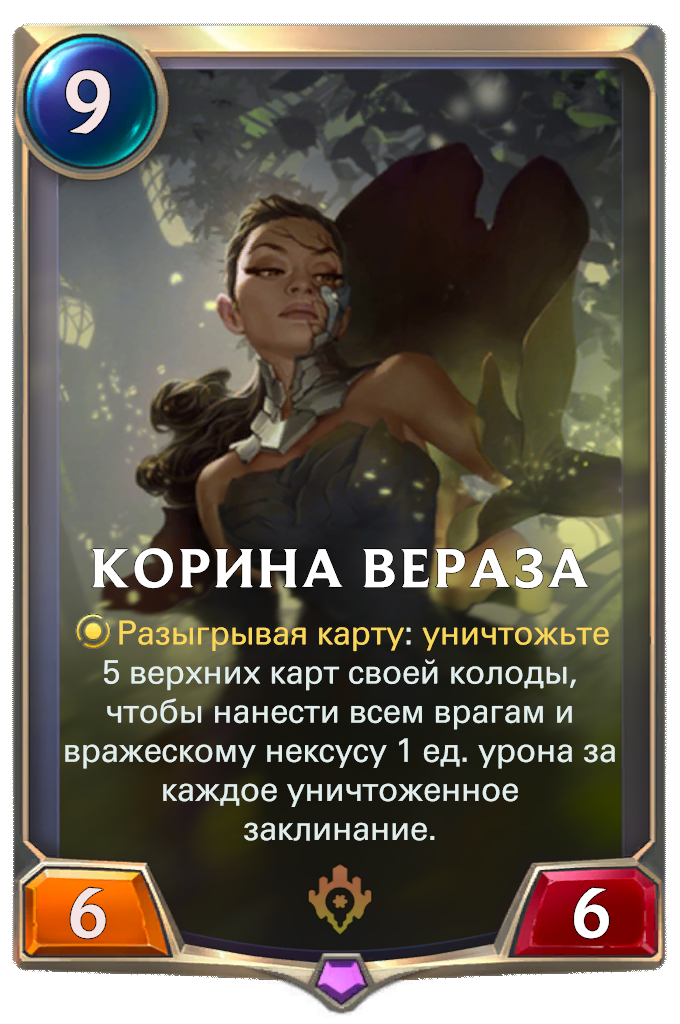 9
КОРИНА ВЕРАЗА
Разыгрывая карту: уничтожьте
5 верхних карт своей колоды,
чтобы нанести всем врагам и
вражескому нексусу 1 ед. урона за
каждое уничтоженное
заклинание.
6
6